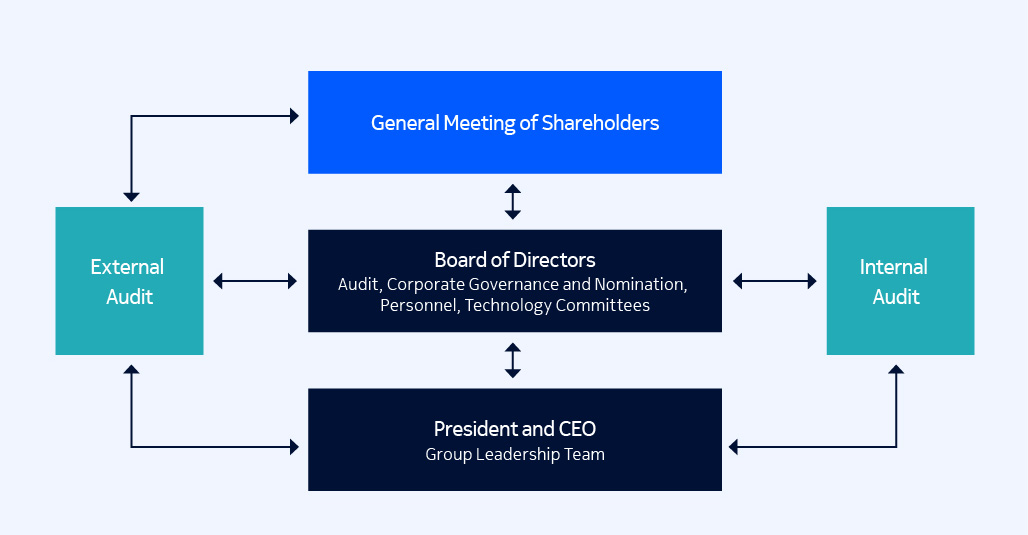 General Meeting of Shareholders
External
Audit
Board of Directors
Audit, Corporate Governance and Nomination,
Personnel, Technology Committees
Internal
Audit
President and CEO
Group Leadership Team